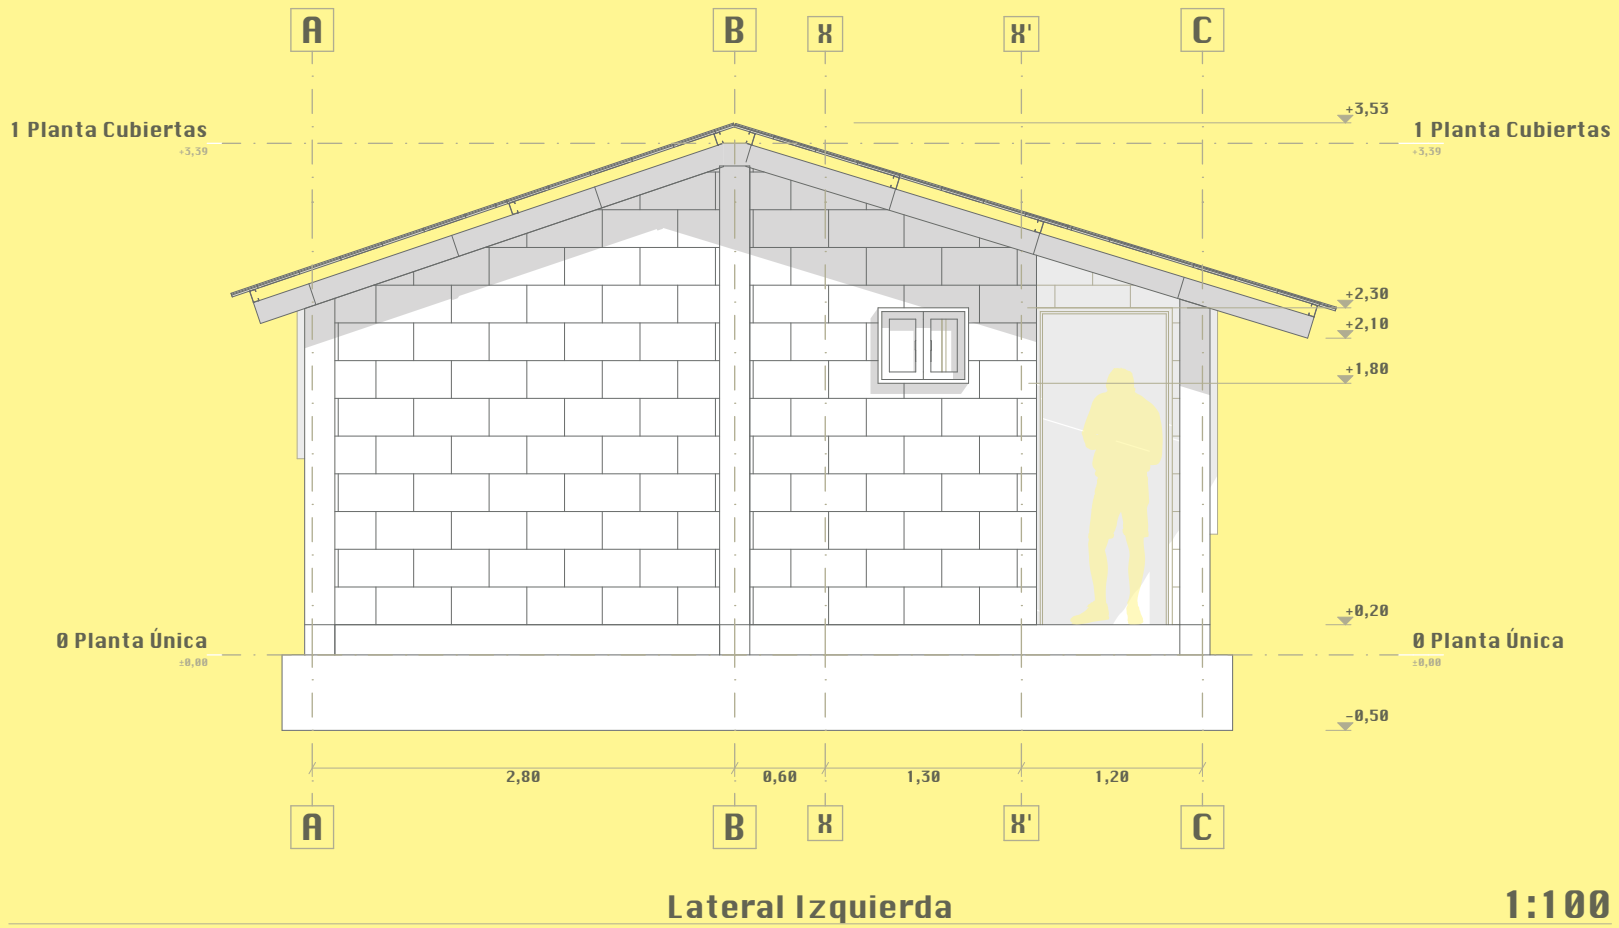 A B X X' C
+3,53
1 Planta Cubiertas 1 Planta Cubiertas
+3,39 +3,39
+2,30
+2,10
+1,80
+0,20
0 Planta Única 0 Planta Única
±0,00 ±0,00
-0,50
2,80 0,60 1,30 1,20
A B X X' C
Lateral Izquierda 1:100